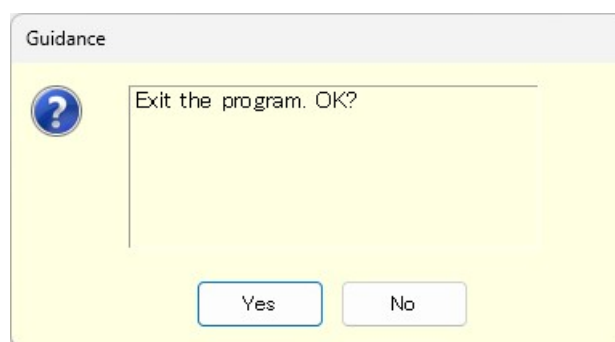 Guidance
Exit the program. OK?
Yes
No